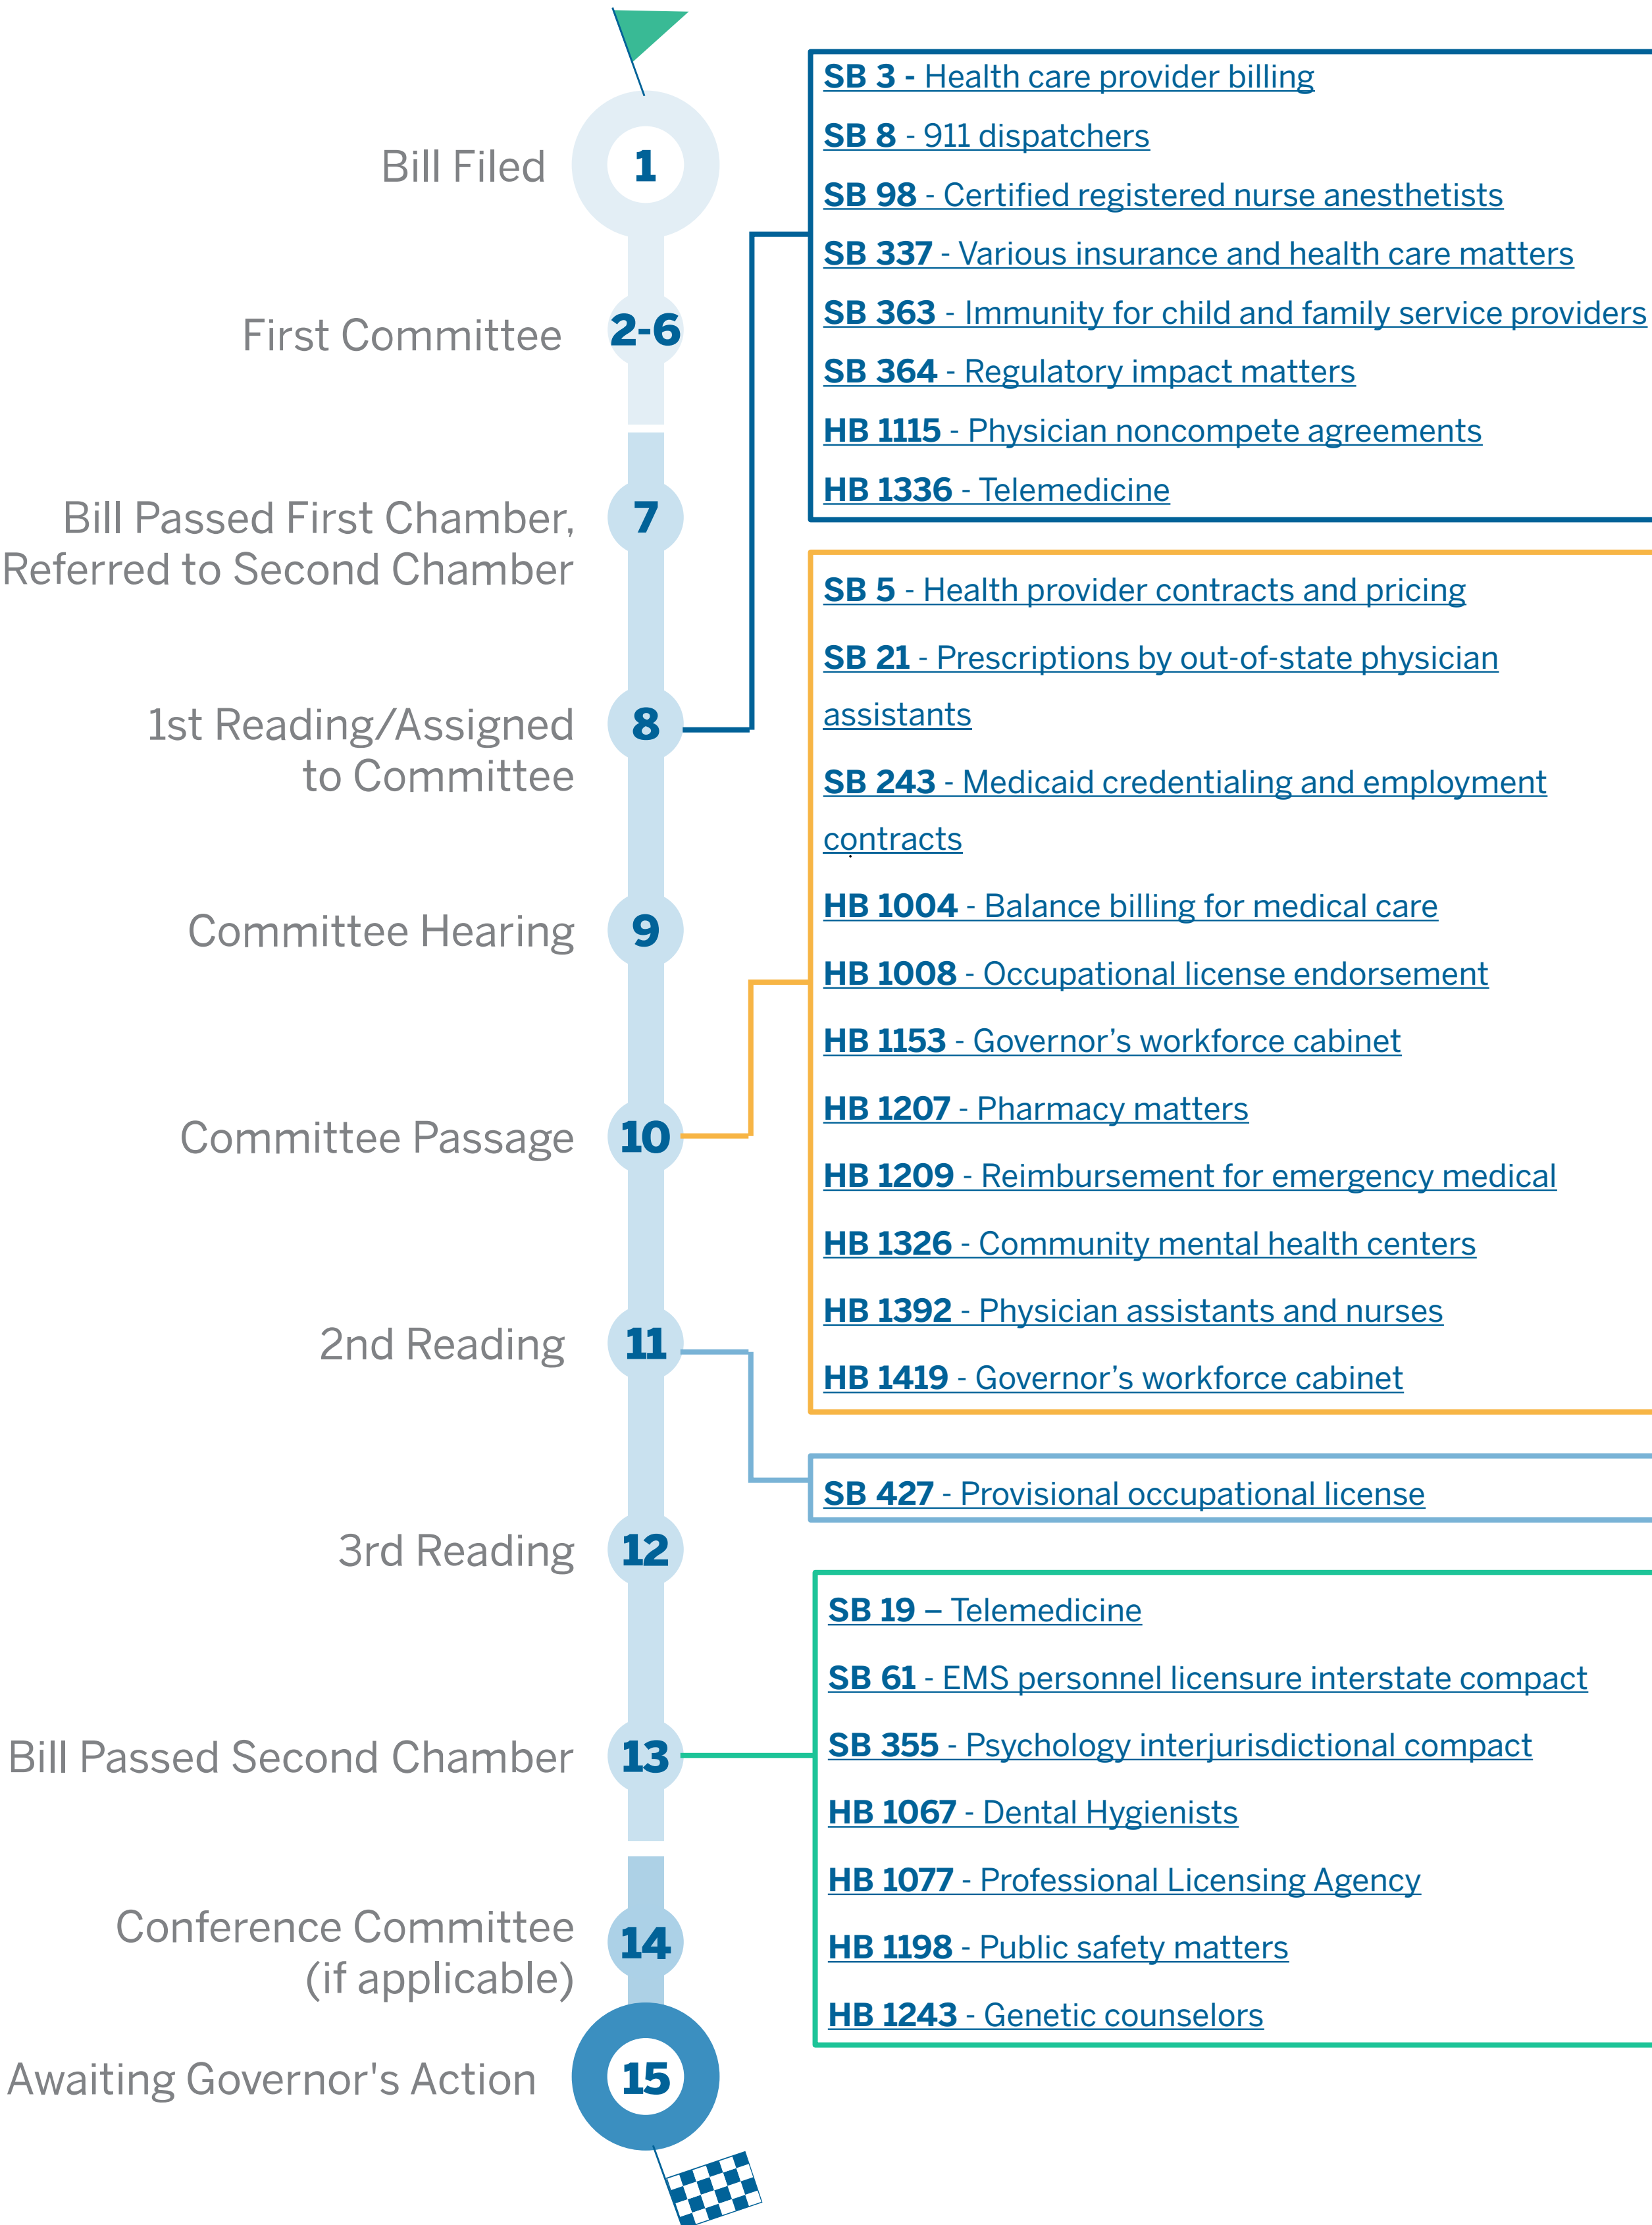 Bill Filed
1
First Committee
2-6
Bill Passed First Chamber,
Referred to Second Chamber
7
1st Reading/Assigned
to Committee
8
Committee Hearing
9
Committee Passage
10
2nd Reading
11
3rd Reading
12
Bill Passed Second Chamber
13
Conference Committee
(if applicable)
14
Awaiting Governor's Action
15
SB 3 - Health care provider billing
SB 8 - 911 dispatchers
SB 98 - Certified registered nurse anesthetists
SB 337 - Various insurance and health care matters
SB 363 - Immunity for child and family service providers
SB 364 - Regulatory impact matters
HB 1115 - Physician noncompete agreements
HB 1336 - Telemedicine
SB 5 - Health provider contracts and pricing
SB 21 - Prescriptions by out-of-state physician
assistants
SB 243 - Medicaid credentialing and employment
contracts
HB 1004 - Balance billing for medical care
HB 1008 - Occupational license endorsement
HB 1153 - Governor’s workforce cabinet
HB 1207 - Pharmacy matters
HB 1209 - Reimbursement for emergency medical
HB 1326 - Community mental health centers
HB 1392 - Physician assistants and nurses
HB 1419 - Governor’s workforce cabinet
SB 427 - Provisional occupational license
SB 19 – Telemedicine
SB 61 - EMS personnel licensure interstate compact
SB 355 - Psychology interjurisdictional compact
HB 1067 - Dental Hygienists
HB 1077 - Professional Licensing Agency
HB 1198 - Public safety matters
HB 1243 - Genetic counselors